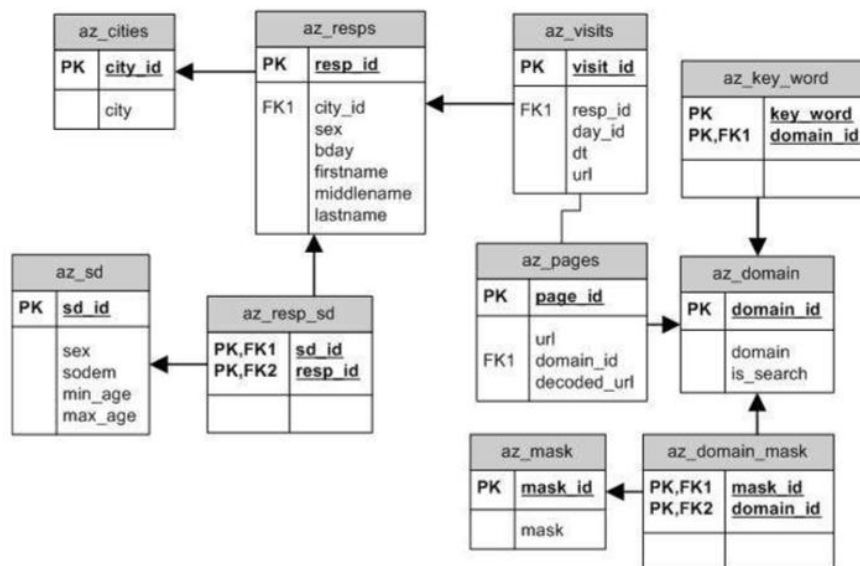 az_cities
PK city_id
city
az_resps
PK resp_id
FK1 city_id
sex
bday
firstname
middlename
lastname
az_visits
PK visit_id
FK1 resp_id
day_id
dt
url
az_key_word
PK key_word
PK,FK1 domain_id
az_sd
PK sd_id
sex
sodem
min_age
max_age
az_resp_sd
PK,FK1 sd_id
PK,FK2 resp_id
az_pages
PK page_id
url
FK1 domain_id
decoded_url
az_domain
PK domain_id
domain
is_search
az_mask
PK mask_id
mask
az_domain_mask
PK,FK1 mask_id
PK,FK2 domain_id